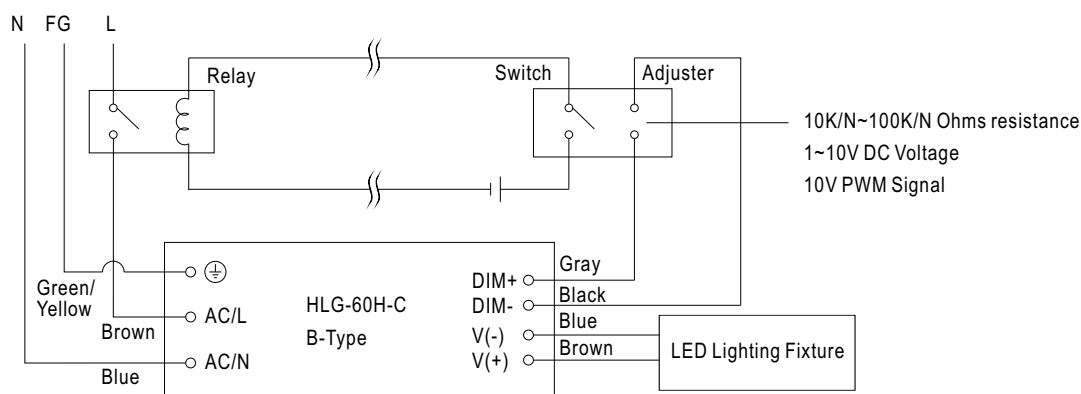 N FG L
Relay
Switch
Adjuster
10K/N~100K/N Ohms resistance
1~10V DC Voltage
10V PWM Signal
Green/
Yellow
Brown
Blue
AC/L
AC/N
HLG-60H-C
B-Type
DIM+
DIM-
V(-)
V(+)
Gray
Black
Blue
Brown
LED Lighting Fixture